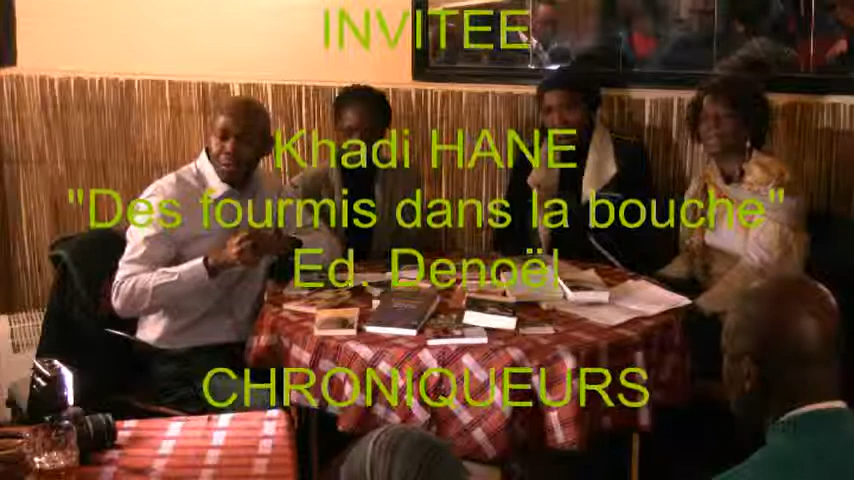 INVITEE
Khadi HANE
"Des fourmis dans la bouche"
Ed. Denoël
CHRONIQUEURS